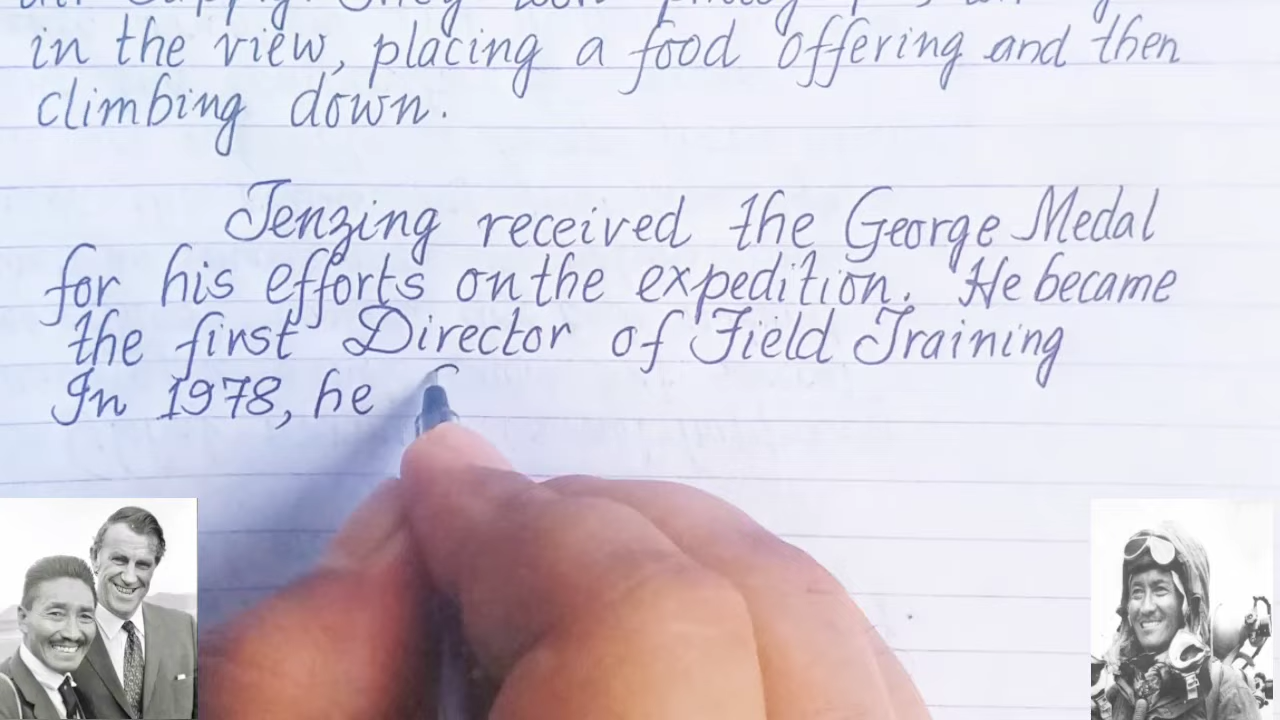 in the view, placing a food offering and then
climbing down.
Tenzing received the George Medal
for his efforts on the expedition. He became
the first Director of Field Training
In 1978, he